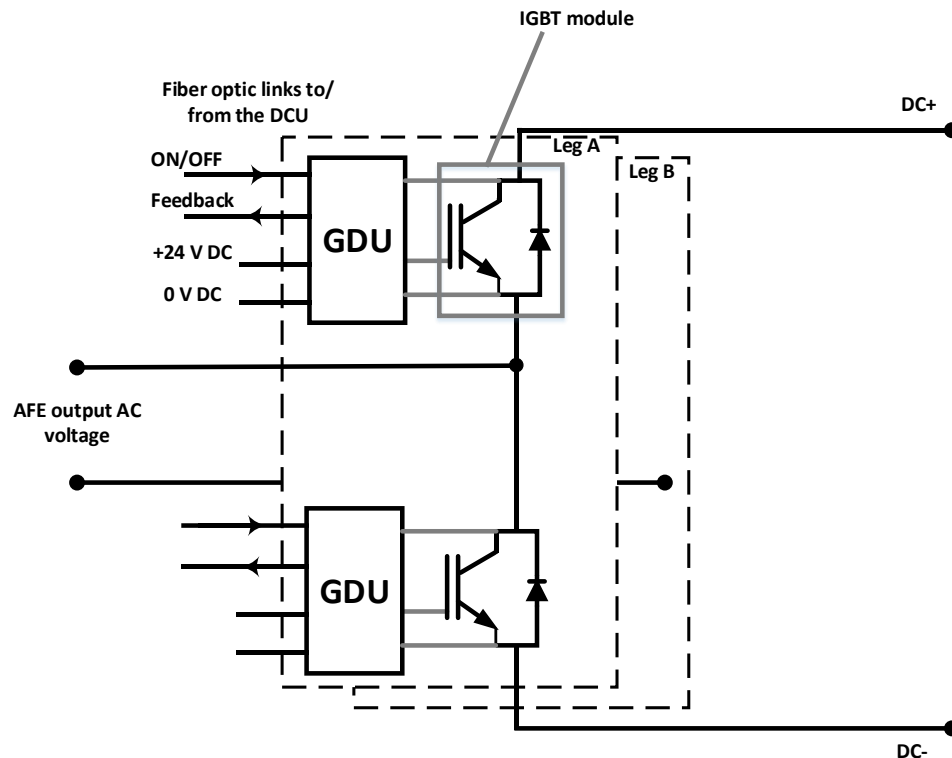 IGBT module
Fiber optic links to/
from the DCU
DC+
Leg A
Leg B
ON/OFF
Feedback
GDU
+24 V DC
0 V DC
AFE output AC
voltage
GDU
DC-